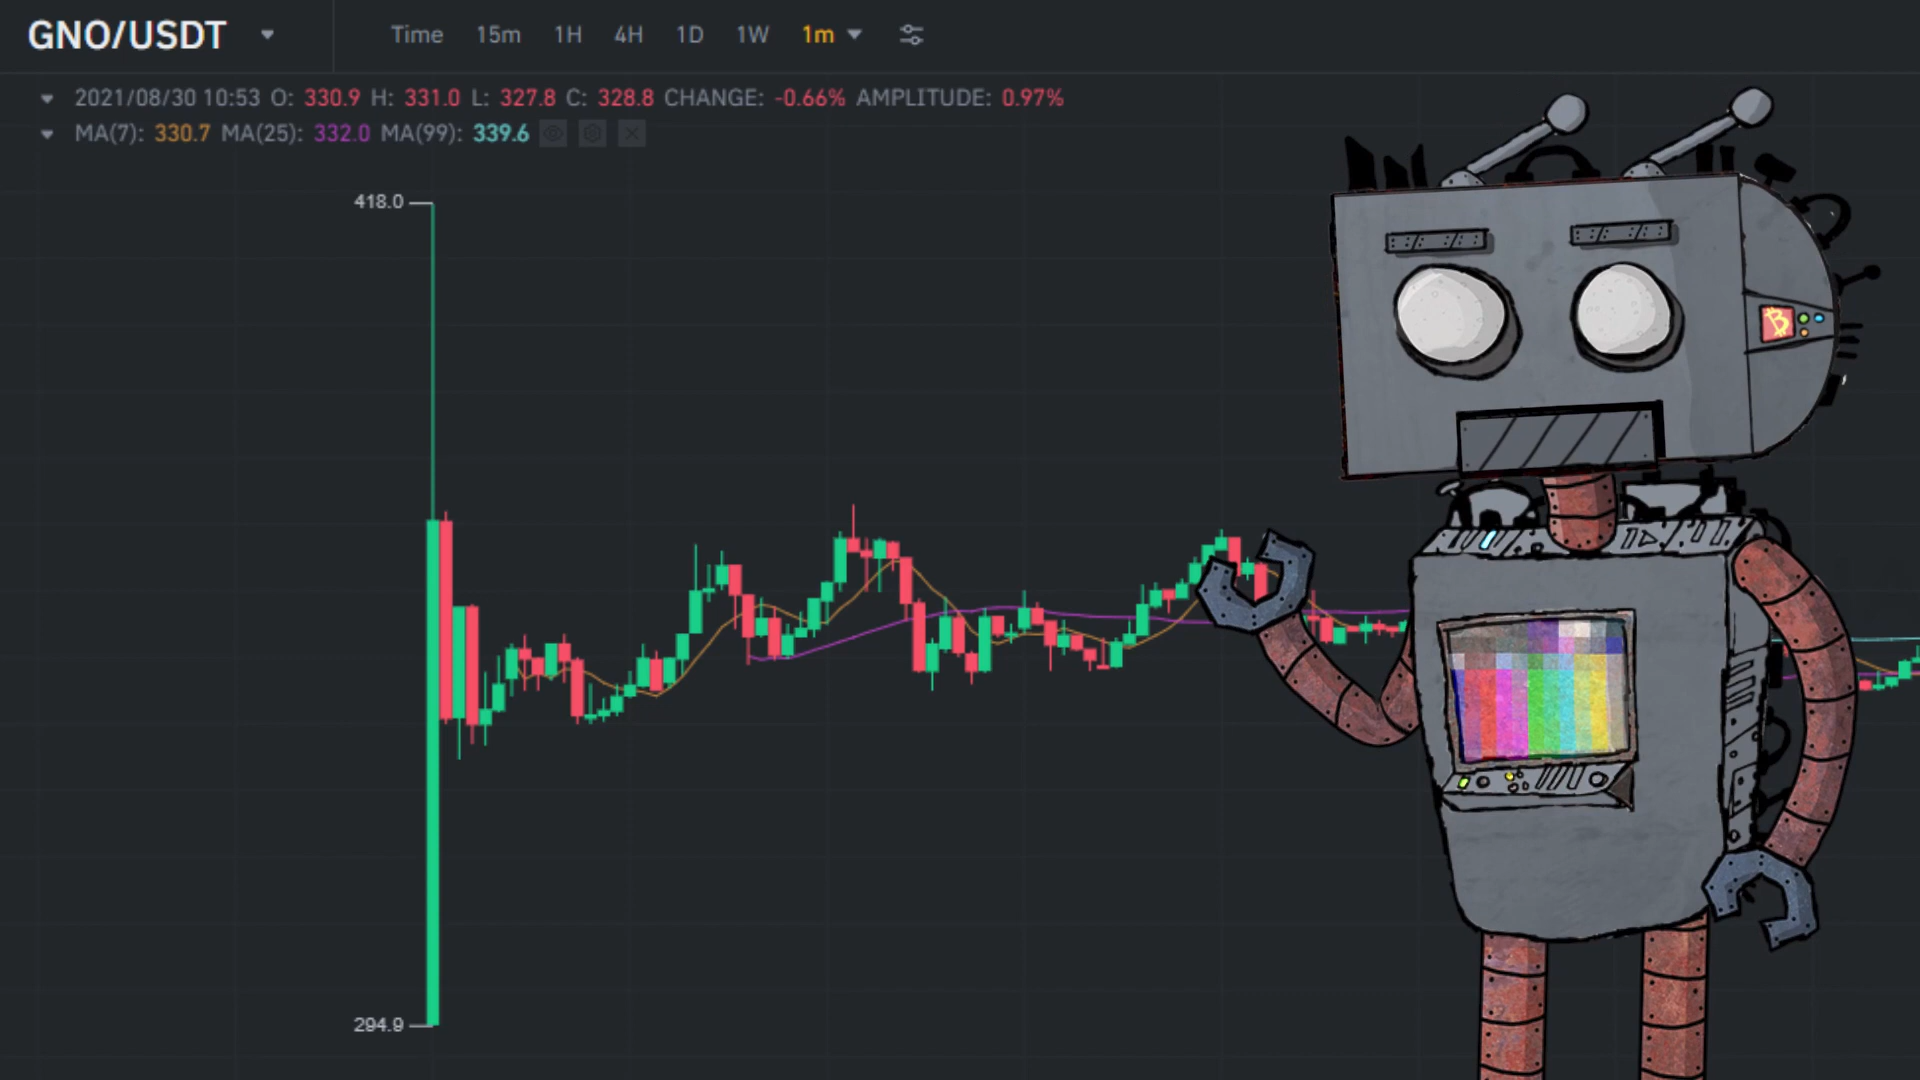 GNO/USDT Time 15m 1H 4H 1D 1W 1m
2021/08/30 10:53 O: 330.9 H: 331.0 L: 327.8 C: 328.8 CHANGE: -0.66% AMPLITUDE: 0.97%
MA(7): 330.7 MA(25): 332.0 MA(99): 339.6
418.0
294.9